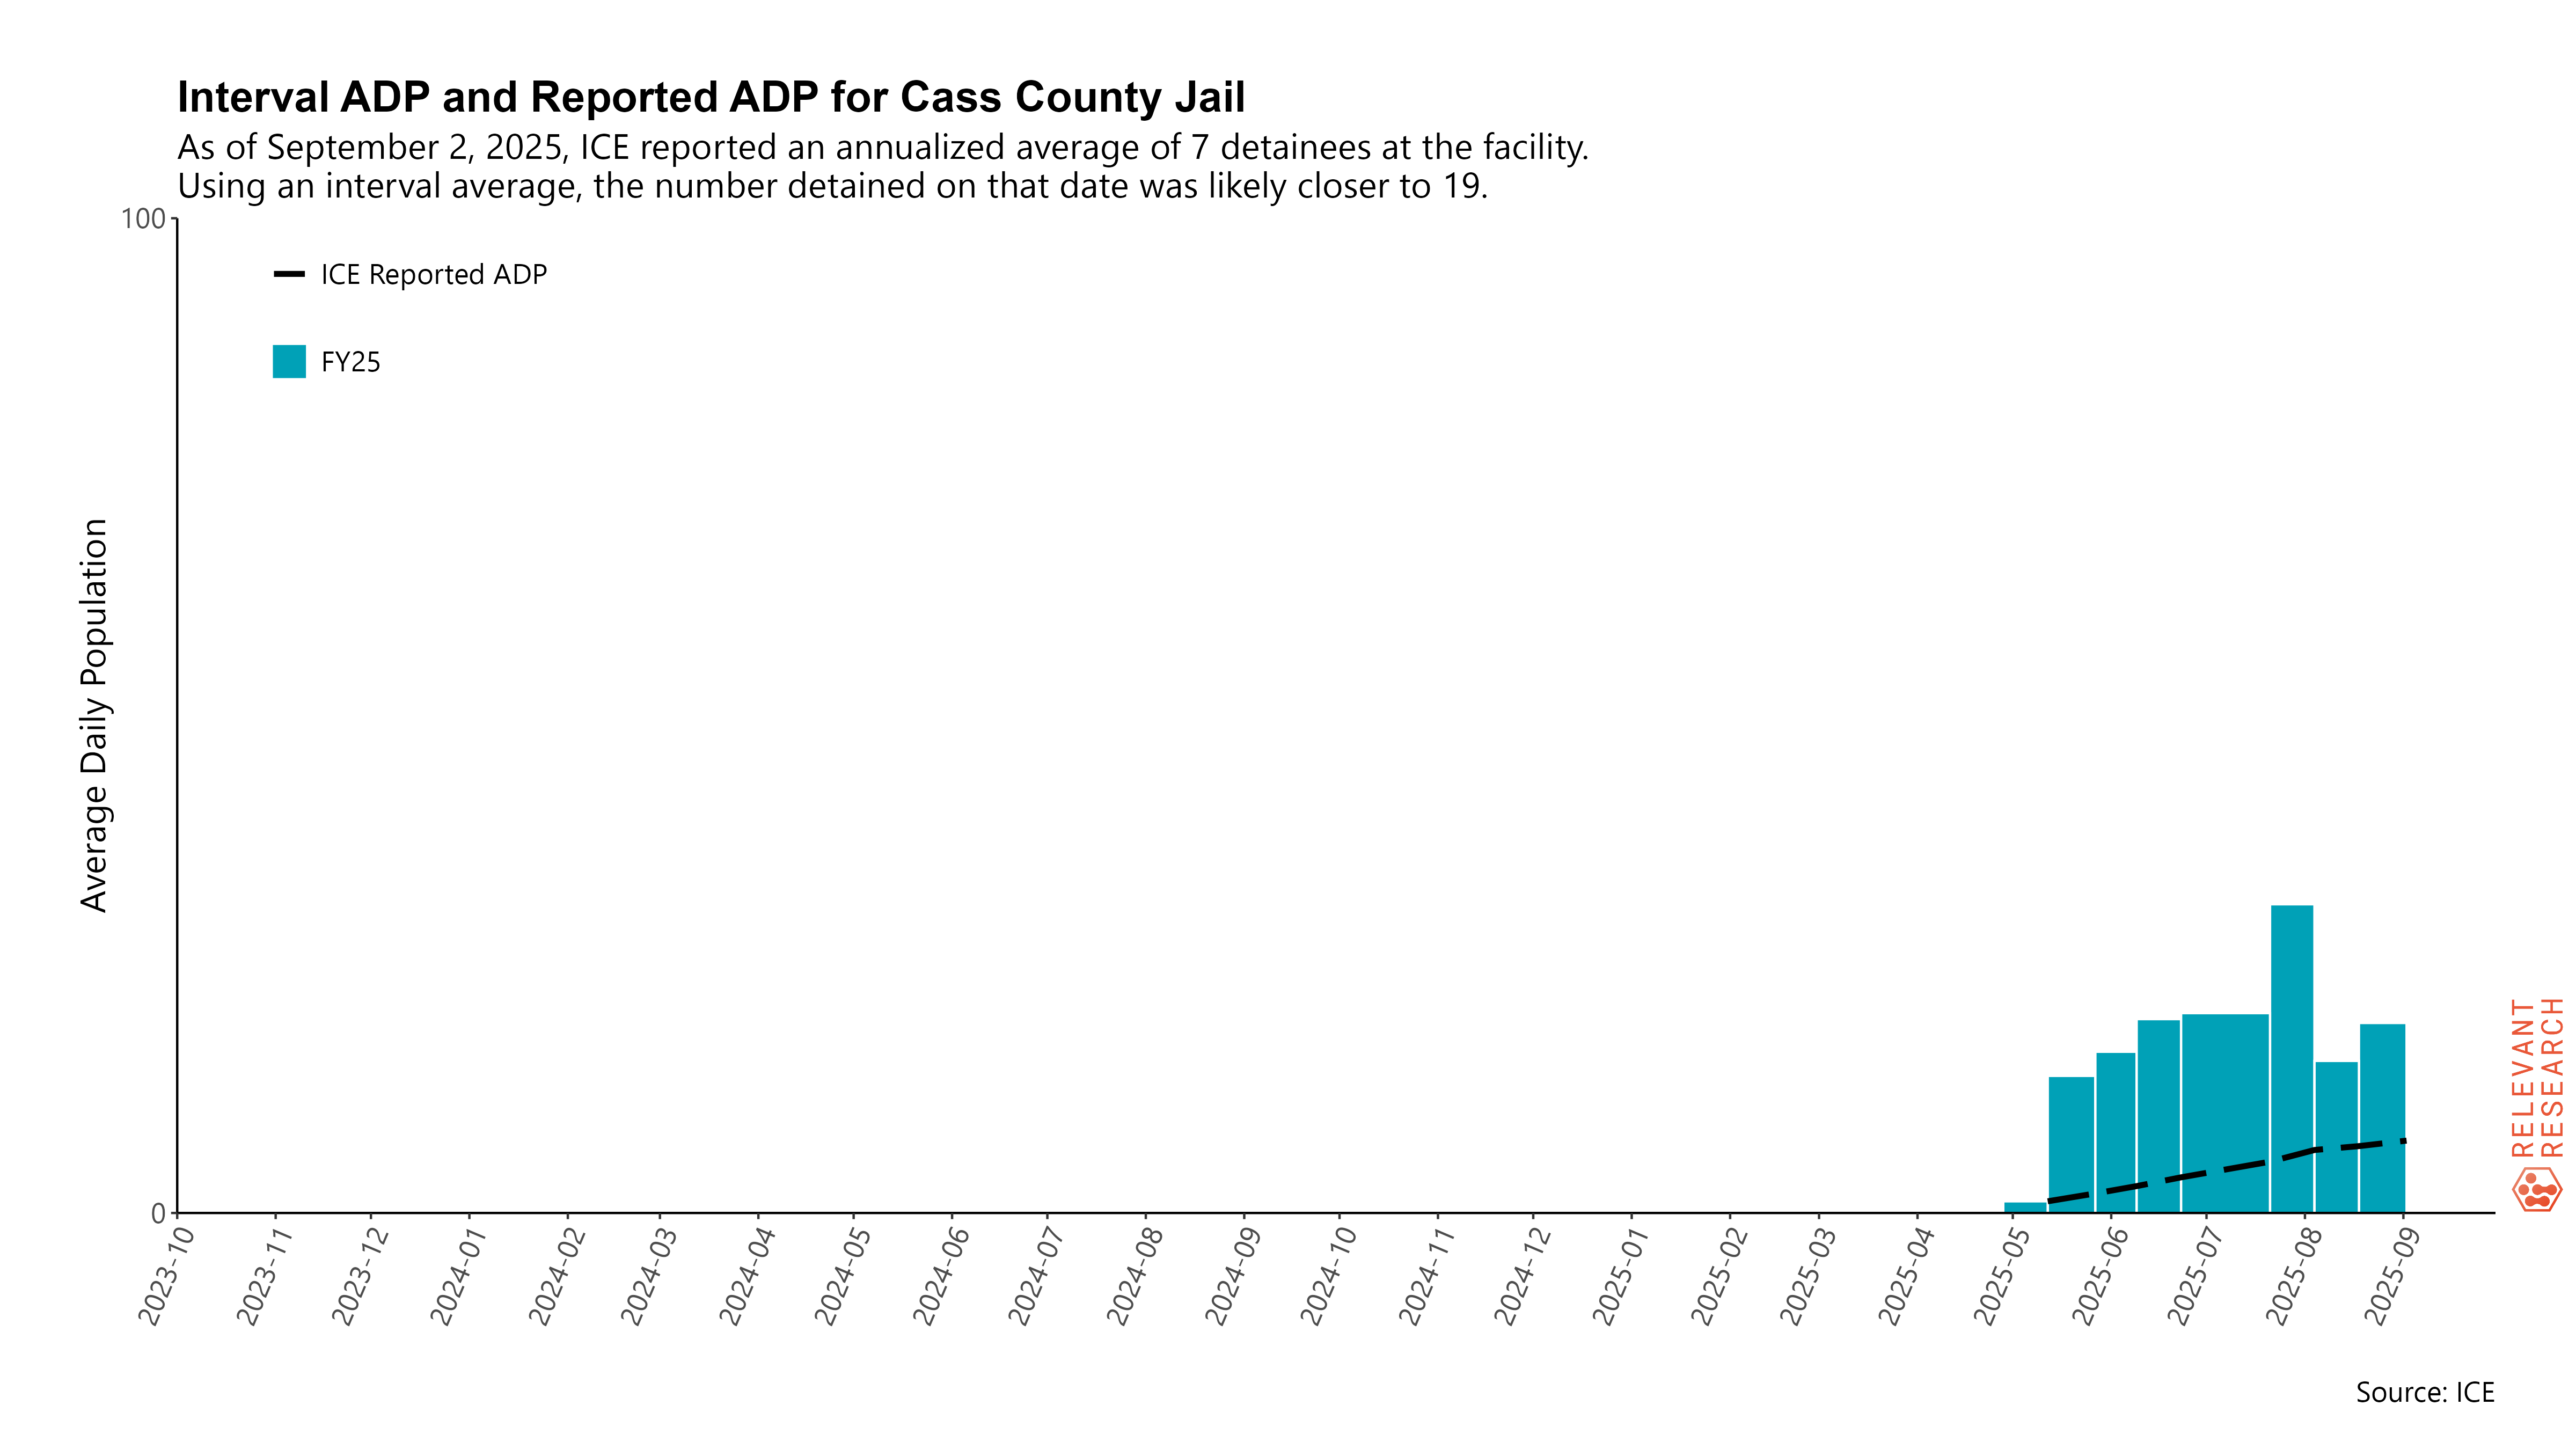 Interval ADP and Reported ADP for Cass County Jail
As of September 2, 2025, ICE reported an annualized average of 7 detainees at the facility.
Using an interval average, the number detained on that date was likely closer to 19.
100
ICE Reported ADP
FY25
Average Daily Population
0
2023-10
2023-11
2023-12
2024-01
2024-02
2024-03
2024-04
2024-05
2024-06
2024-07
2024-08
2024-09
2024-10
2024-11
2024-12
2025-01
2025-02
2025-03
2025-04
2025-05
2025-06
2025-07
2025-08
2025-09
RELEVANT
RESEARCH
Source: ICE